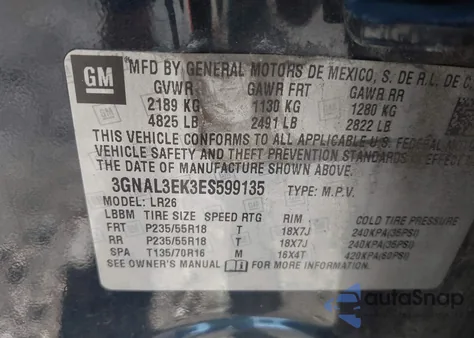 GM
MFD BY GENERAL MOTORS DE MEXICO, S. DE R.L. DE C.
GVWR GAWR FRT GAWR RR
2189 KG 1130 KG 1280 KG
4825 LB 2491 LB 2822 LB
THIS VEHICLE CONFORMS TO ALL APPLICABLE U.S. FEDERAL MOTOR
VEHICLE SAFETY AND THEFT PREVENTION STANDARDS IN EFFECT
DATE OF MANUFACTURE SHOWN ABOVE.
3GNAL3EK3ES599135 TYPE: M.P.V.
MODEL: LR26
LBBM TIRE SIZE SPEED RTG RIM COLD TIRE PRESSURE
FRT P235/55R18 T 18X7J 240KPA(35PSI)
RR P235/55R18 T 18X7J 240KPA(35PSI)
SPA T135/70R16 M 16X4T 420KPA(60PSI)
SEE OWNER'S MANUAL FOR MORE INFORMATION
AutoSnap